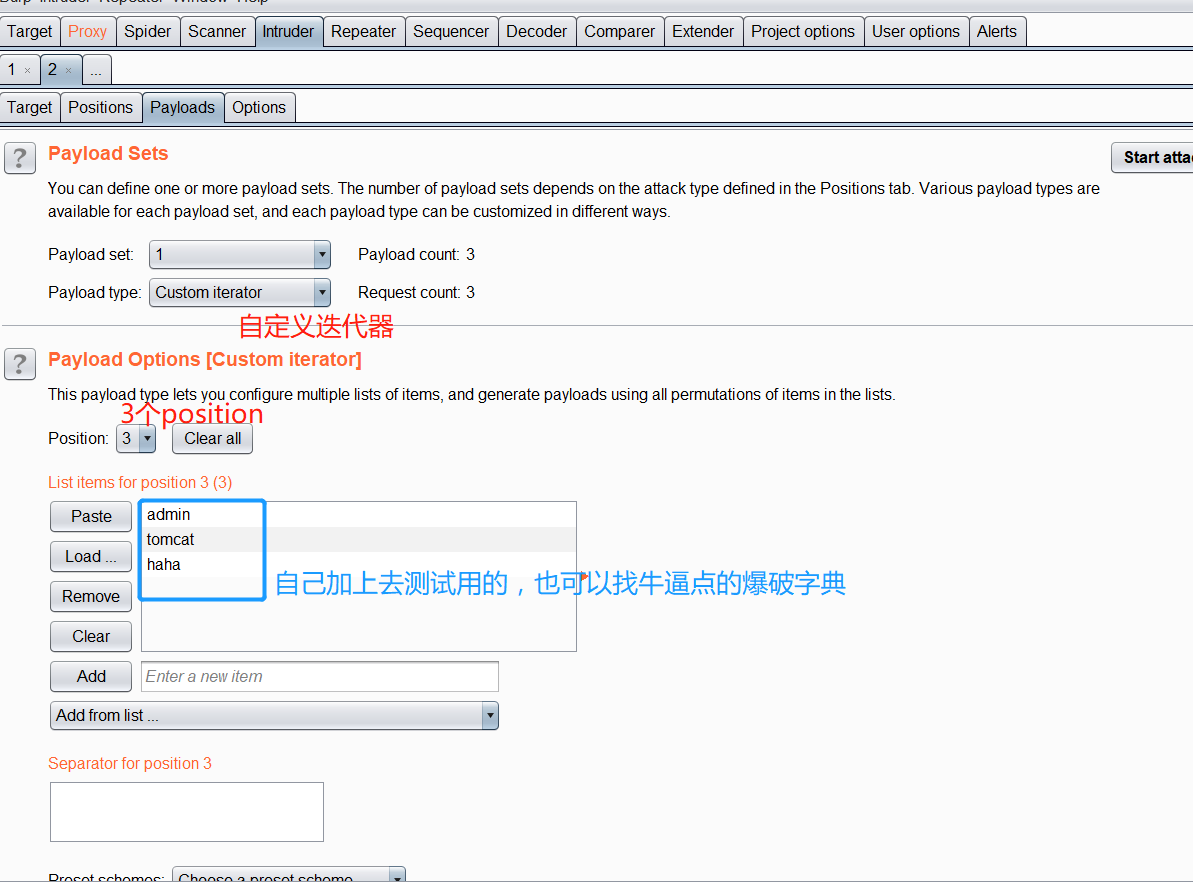 Burp Intruder Repeater Window Help
Target Proxy Spider Scanner Intruder Repeater Sequencer Decoder Comparer Extender Project options User options Alerts
1 × 2 × ...
Target Positions Payloads Options
? Payload Sets
Start atta
You can define one or more payload sets. The number of payload sets depends on the attack type defined in the Positions tab. Various payload types are
available for each payload set, and each payload type can be customized in different ways.
Payload set: 1 Payload count: 3
Payload type: Custom iterator Request count: 3
自定义迭代器
? Payload Options [Custom iterator]
This payload type lets you configure multiple lists of items, and generate payloads using all permutations of items in the lists.
3个position
Position: 3 Clear all
List items for position 3 (3)
Paste admin
tomcat
Load ... haha
自己加上去测试用的，也可以找牛逼点的爆破字典
Remove
Clear
Add Enter a new item
Add from list ...
Separator for position 3
Preset schemes: Choose a preset scheme